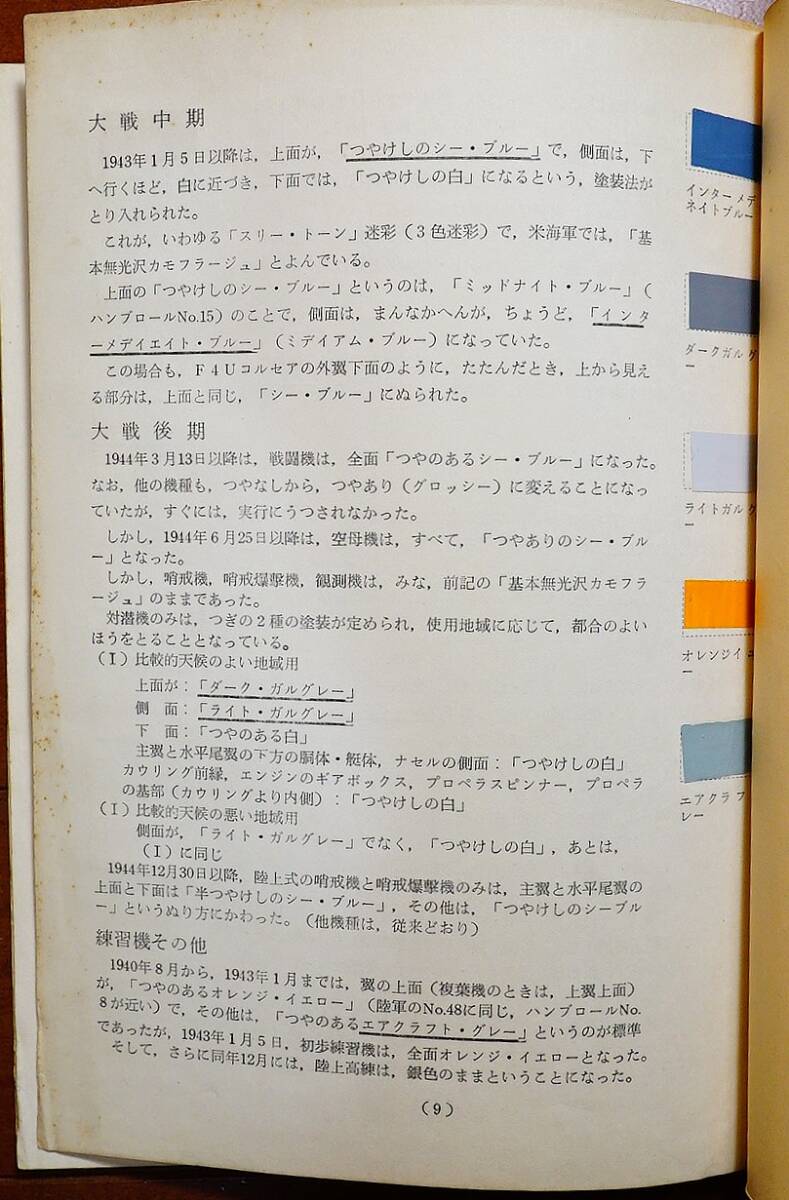 大戦中期
1943年1月5日以降は，上面が，「つやけしのシー・ブルー」で，側面は，下
へ行くほど，白に近づき，下面では，「つやけしの白」になるという，塗装法が
とり入れられた。
これが，いわゆる「スリー・トーン」迷彩（3色迷彩）で，米海軍では，「基
本無光沢カモフラージュ」とよんでいる。
上面の「つやけしのシー・ブルー」というのは，「ミッドナイト・ブルー」（
ハンブロールNo.15）のことで，側面は，まんなかへんが，ちょうど，「インタ
ーメデイエイト・ブルー」（ミデイアム・ブルー）になっていた。
この場合も，F4Uコルセアの外翼下面のように，たたんだとき，上から見え
る部分は，上面と同じ，「シー・ブルー」にぬられた。
大戦後期
1944年3月13日以降は，戦闘機は，全面「つやのあるシー・ブルー」になった。
なお，他の機種も，つやなしから，つやあり（グロッシー）に変えることになっ
ていたが，すぐには，実行にうつされなかった。
しかし，1944年6月25日以降は，空母機は，すべて，「つやありのシー・ブル
ー」となった。
しかし，哨戒機，哨戒爆撃機，観測機は，みな，前記の「基本無光沢カモフラ
ージュ」のままであった。
対潜機のみは，つぎの2種の塗装が定められ，使用地域に応じて，都合のよい
ほうをとることとなっている。
（I）比較的天候のよい地域用
上面が：「ダーク・ガルグレー」
側　面：「ライト・ガルグレー」
下　面：「つやのある白」
主翼と水平尾翼の下方の胴体・艇体，ナセルの側面：「つやけしの白」
カウリング前縁，エンジンのギアボックス，プロペラスピンナー，プロペラ
の基部（カウリングより内側）：「つやけしの白」
（I）比較的天候の悪い地域用
側面が，「ライト・ガルグレー」でなく，「つやけしの白」，あとは，
（I）に同じ
1944年12月30日以降，陸上式の哨戒機と哨戒爆撃機のみは，主翼と水平尾翼の
上面と下面は「半つやけしのシー・ブルー」，その他は，「つやけしのシーブル
ー」というぬり方にかわった。（他機種は，従来どおり）
練習機その他
1940年8月から，1943年1月までは，翼の上面（複葉機のときは，上翼上面）
が，「つやのあるオレンジ・イエロー」（陸軍のNo.48に同じ，ハンブロールNo.
8が近い）で，その他は，「つやのあるエアクラフト・グレー」というのが標準
であったが，1943年1月5日，初歩練習機は，全面オレンジ・イエローとなった。
そして，さらに同年12月には，陸上高練は，銀色のままということになった。
（9）
インターメデ
ネイトブルー
ダークガルグ
ー
ライトガルグ
ー
オレンジイエ
ー
エアクラフ
レー